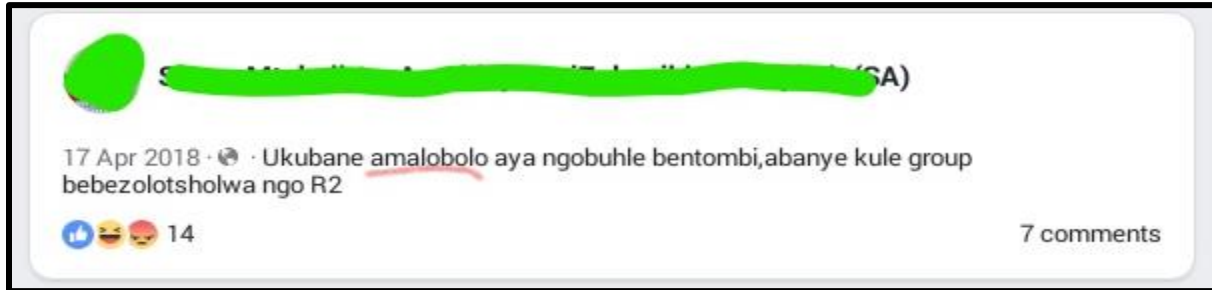 (SA)
17 Apr 2018 · · Ukubane amalobolo aya ngobuhle bentombi,abanye kule group
bebezolotsholwa ngo R2
14
7 comments